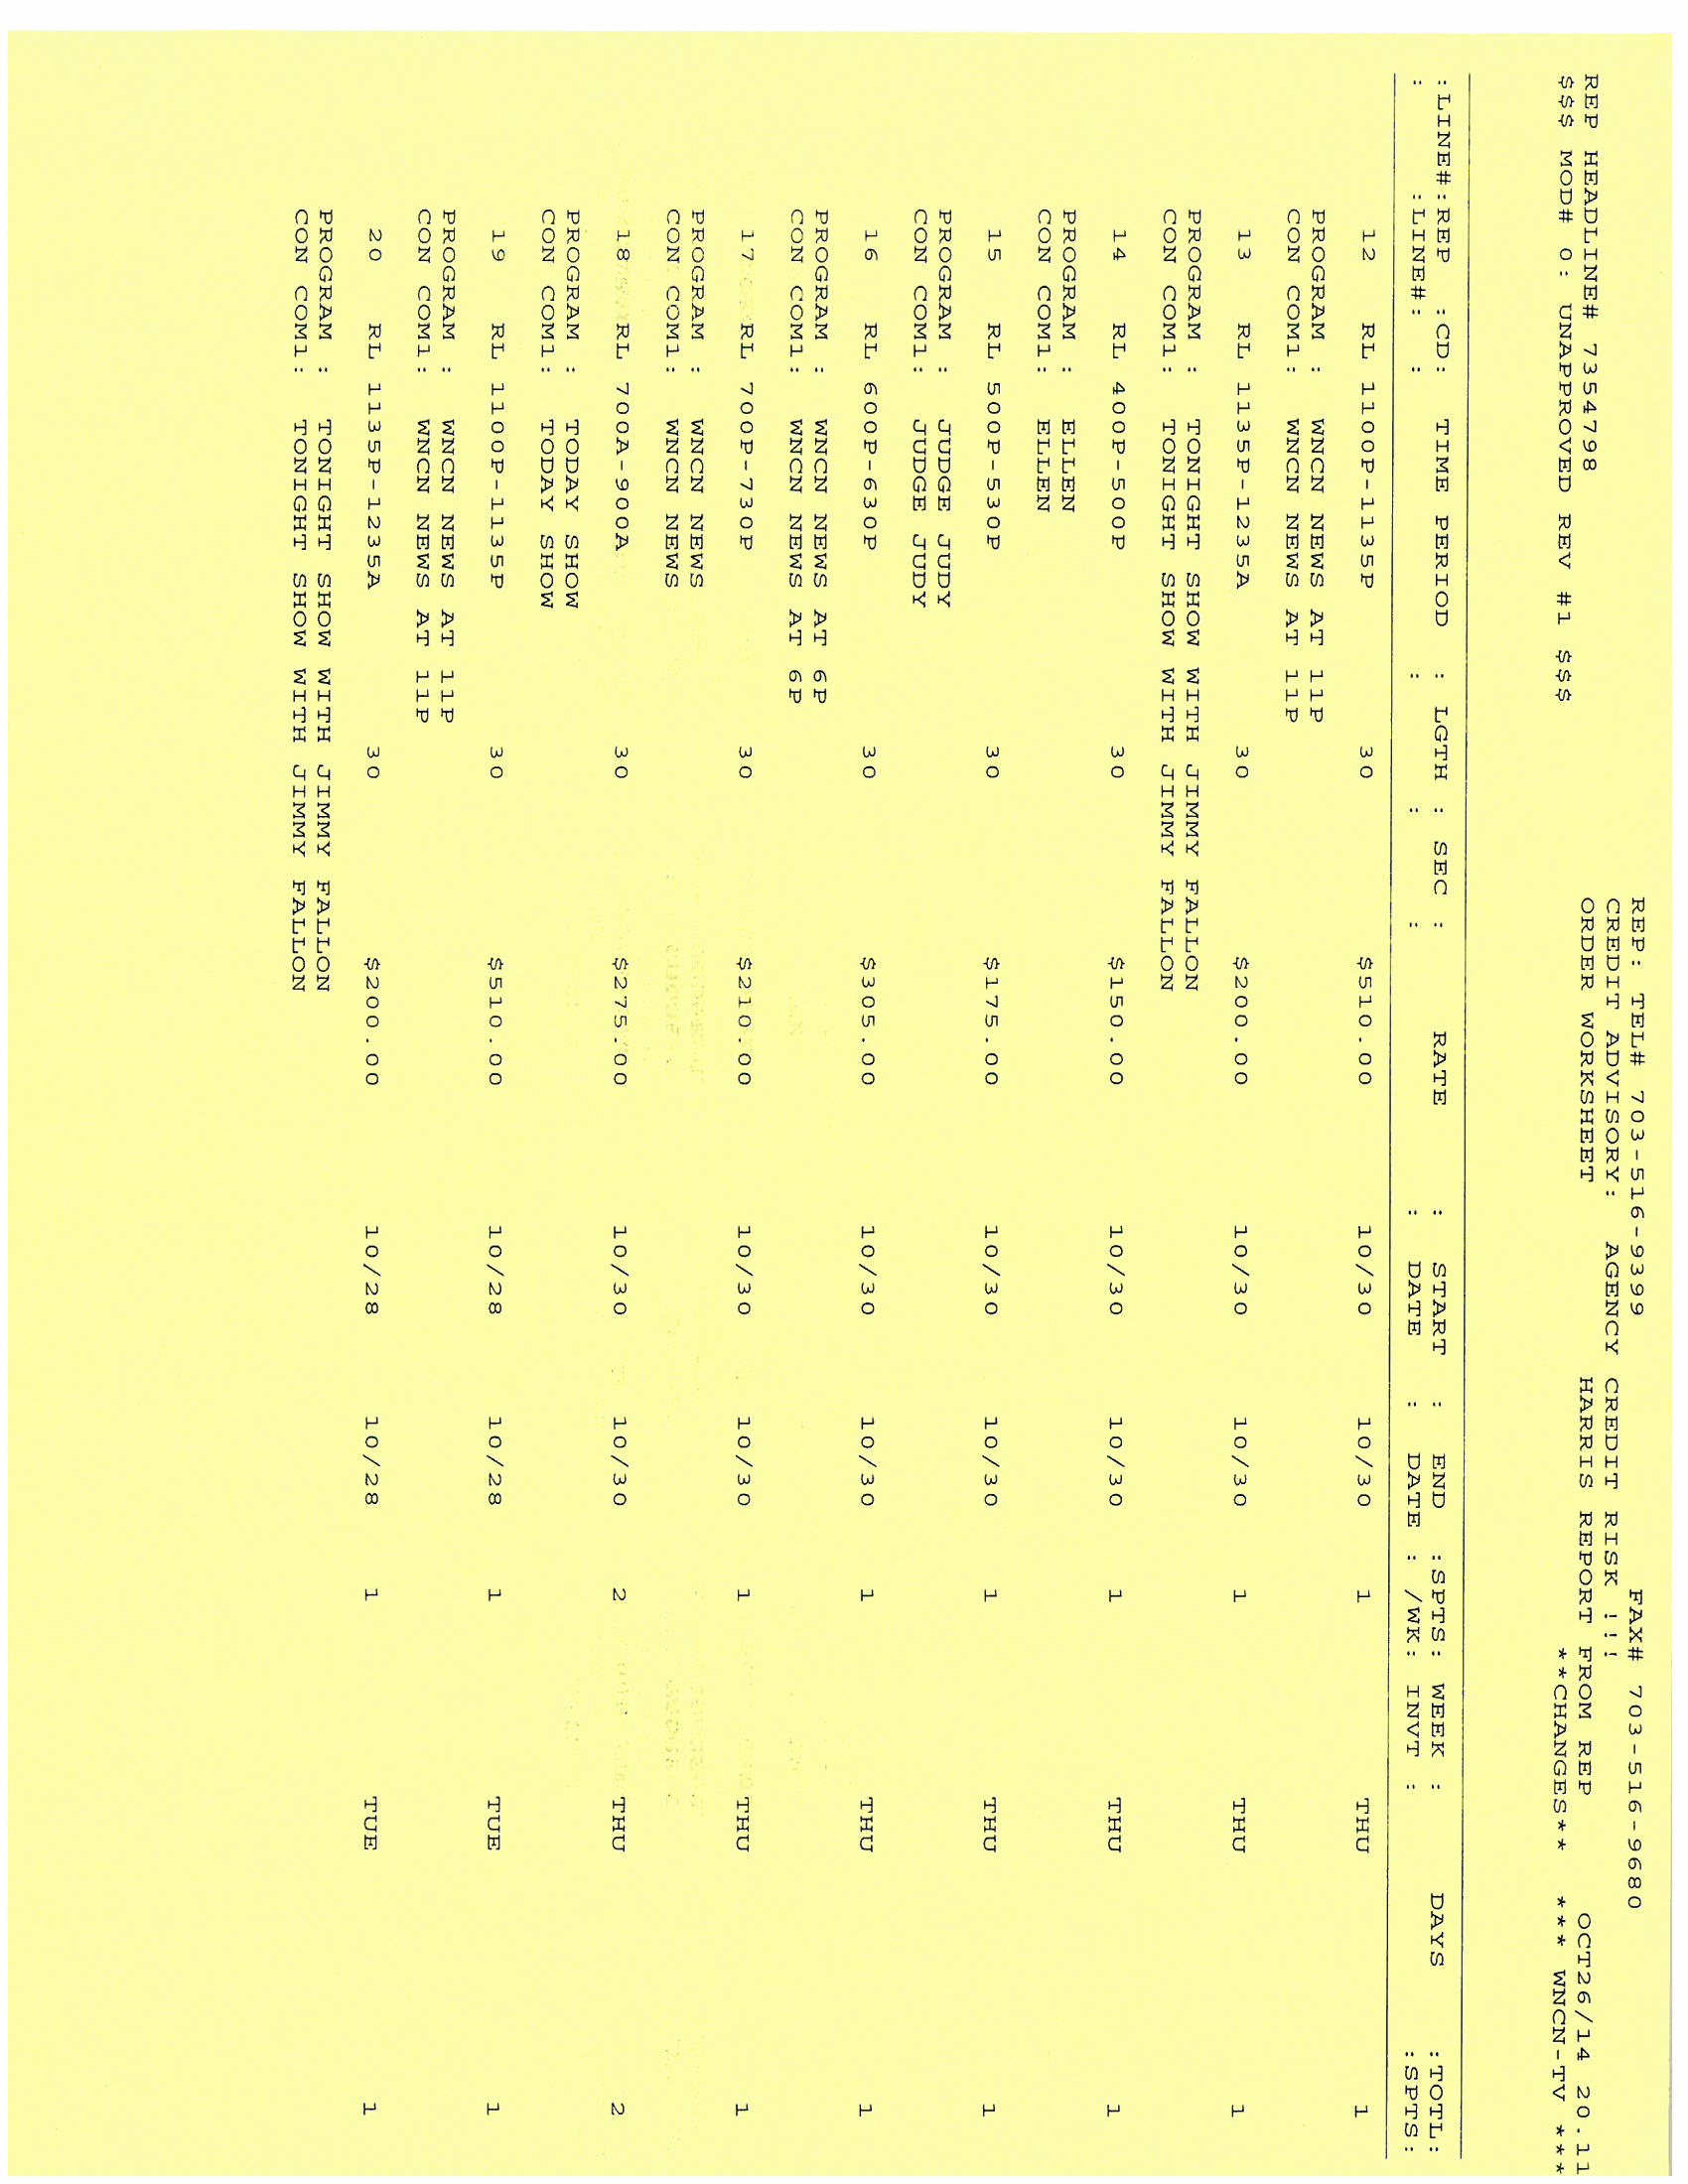 REP: TEL# 703-516-9399 FAX# 703-516-9680
CREDIT ADVISORY: AGENCY CREDIT RISK !!!
REP HEADLINE# 7354798 ORDER WORKSHEET HARRIS REPORT FROM REP OCT26/14 20.11
$$$ MOD# 0: UNAPPROVED REV #1 $$$ **CHANGES** *** WNCN-TV ***
:LINE#:REP :CD: TIME PERIOD : LGTH : SEC : RATE : START : END :SPTS: WEEK : DAYS :TOTL:
: :LINE#: : : : : DATE : DATE : /WK: INVT : :SPTS:
12 RL 1100P-1135P 30 $510.00 10/30 10/30 1 THU 1
PROGRAM : WNCN NEWS AT 11P
CON COM1: WNCN NEWS AT 11P
13 RL 1135P-1235A 30 $200.00 10/30 10/30 1 THU 1
PROGRAM : TONIGHT SHOW WITH JIMMY FALLON
CON COM1: TONIGHT SHOW WITH JIMMY FALLON
14 RL 400P-500P 30 $150.00 10/30 10/30 1 THU 1
PROGRAM : ELLEN
CON COM1: ELLEN
15 RL 500P-530P 30 $175.00 10/30 10/30 1 THU 1
PROGRAM : JUDGE JUDY
CON COM1: JUDGE JUDY
16 RL 600P-630P 30 $305.00 10/30 10/30 1 THU 1
PROGRAM : WNCN NEWS AT 6P
CON COM1: WNCN NEWS AT 6P
17 RL 700P-730P 30 $210.00 10/30 10/30 1 THU 1
PROGRAM : WNCN NEWS
CON COM1: WNCN NEWS
18 RL 700A-900A 30 $275.00 10/30 10/30 2 THU 2
PROGRAM : TODAY SHOW
CON COM1: TODAY SHOW
19 RL 1100P-1135P 30 $510.00 10/28 10/28 1 TUE 1
PROGRAM : WNCN NEWS AT 11P
CON COM1: WNCN NEWS AT 11P
20 RL 1135P-1235A 30 $200.00 10/28 10/28 1 TUE 1
PROGRAM : TONIGHT SHOW WITH JIMMY FALLON
CON COM1: TONIGHT SHOW WITH JIMMY FALLON